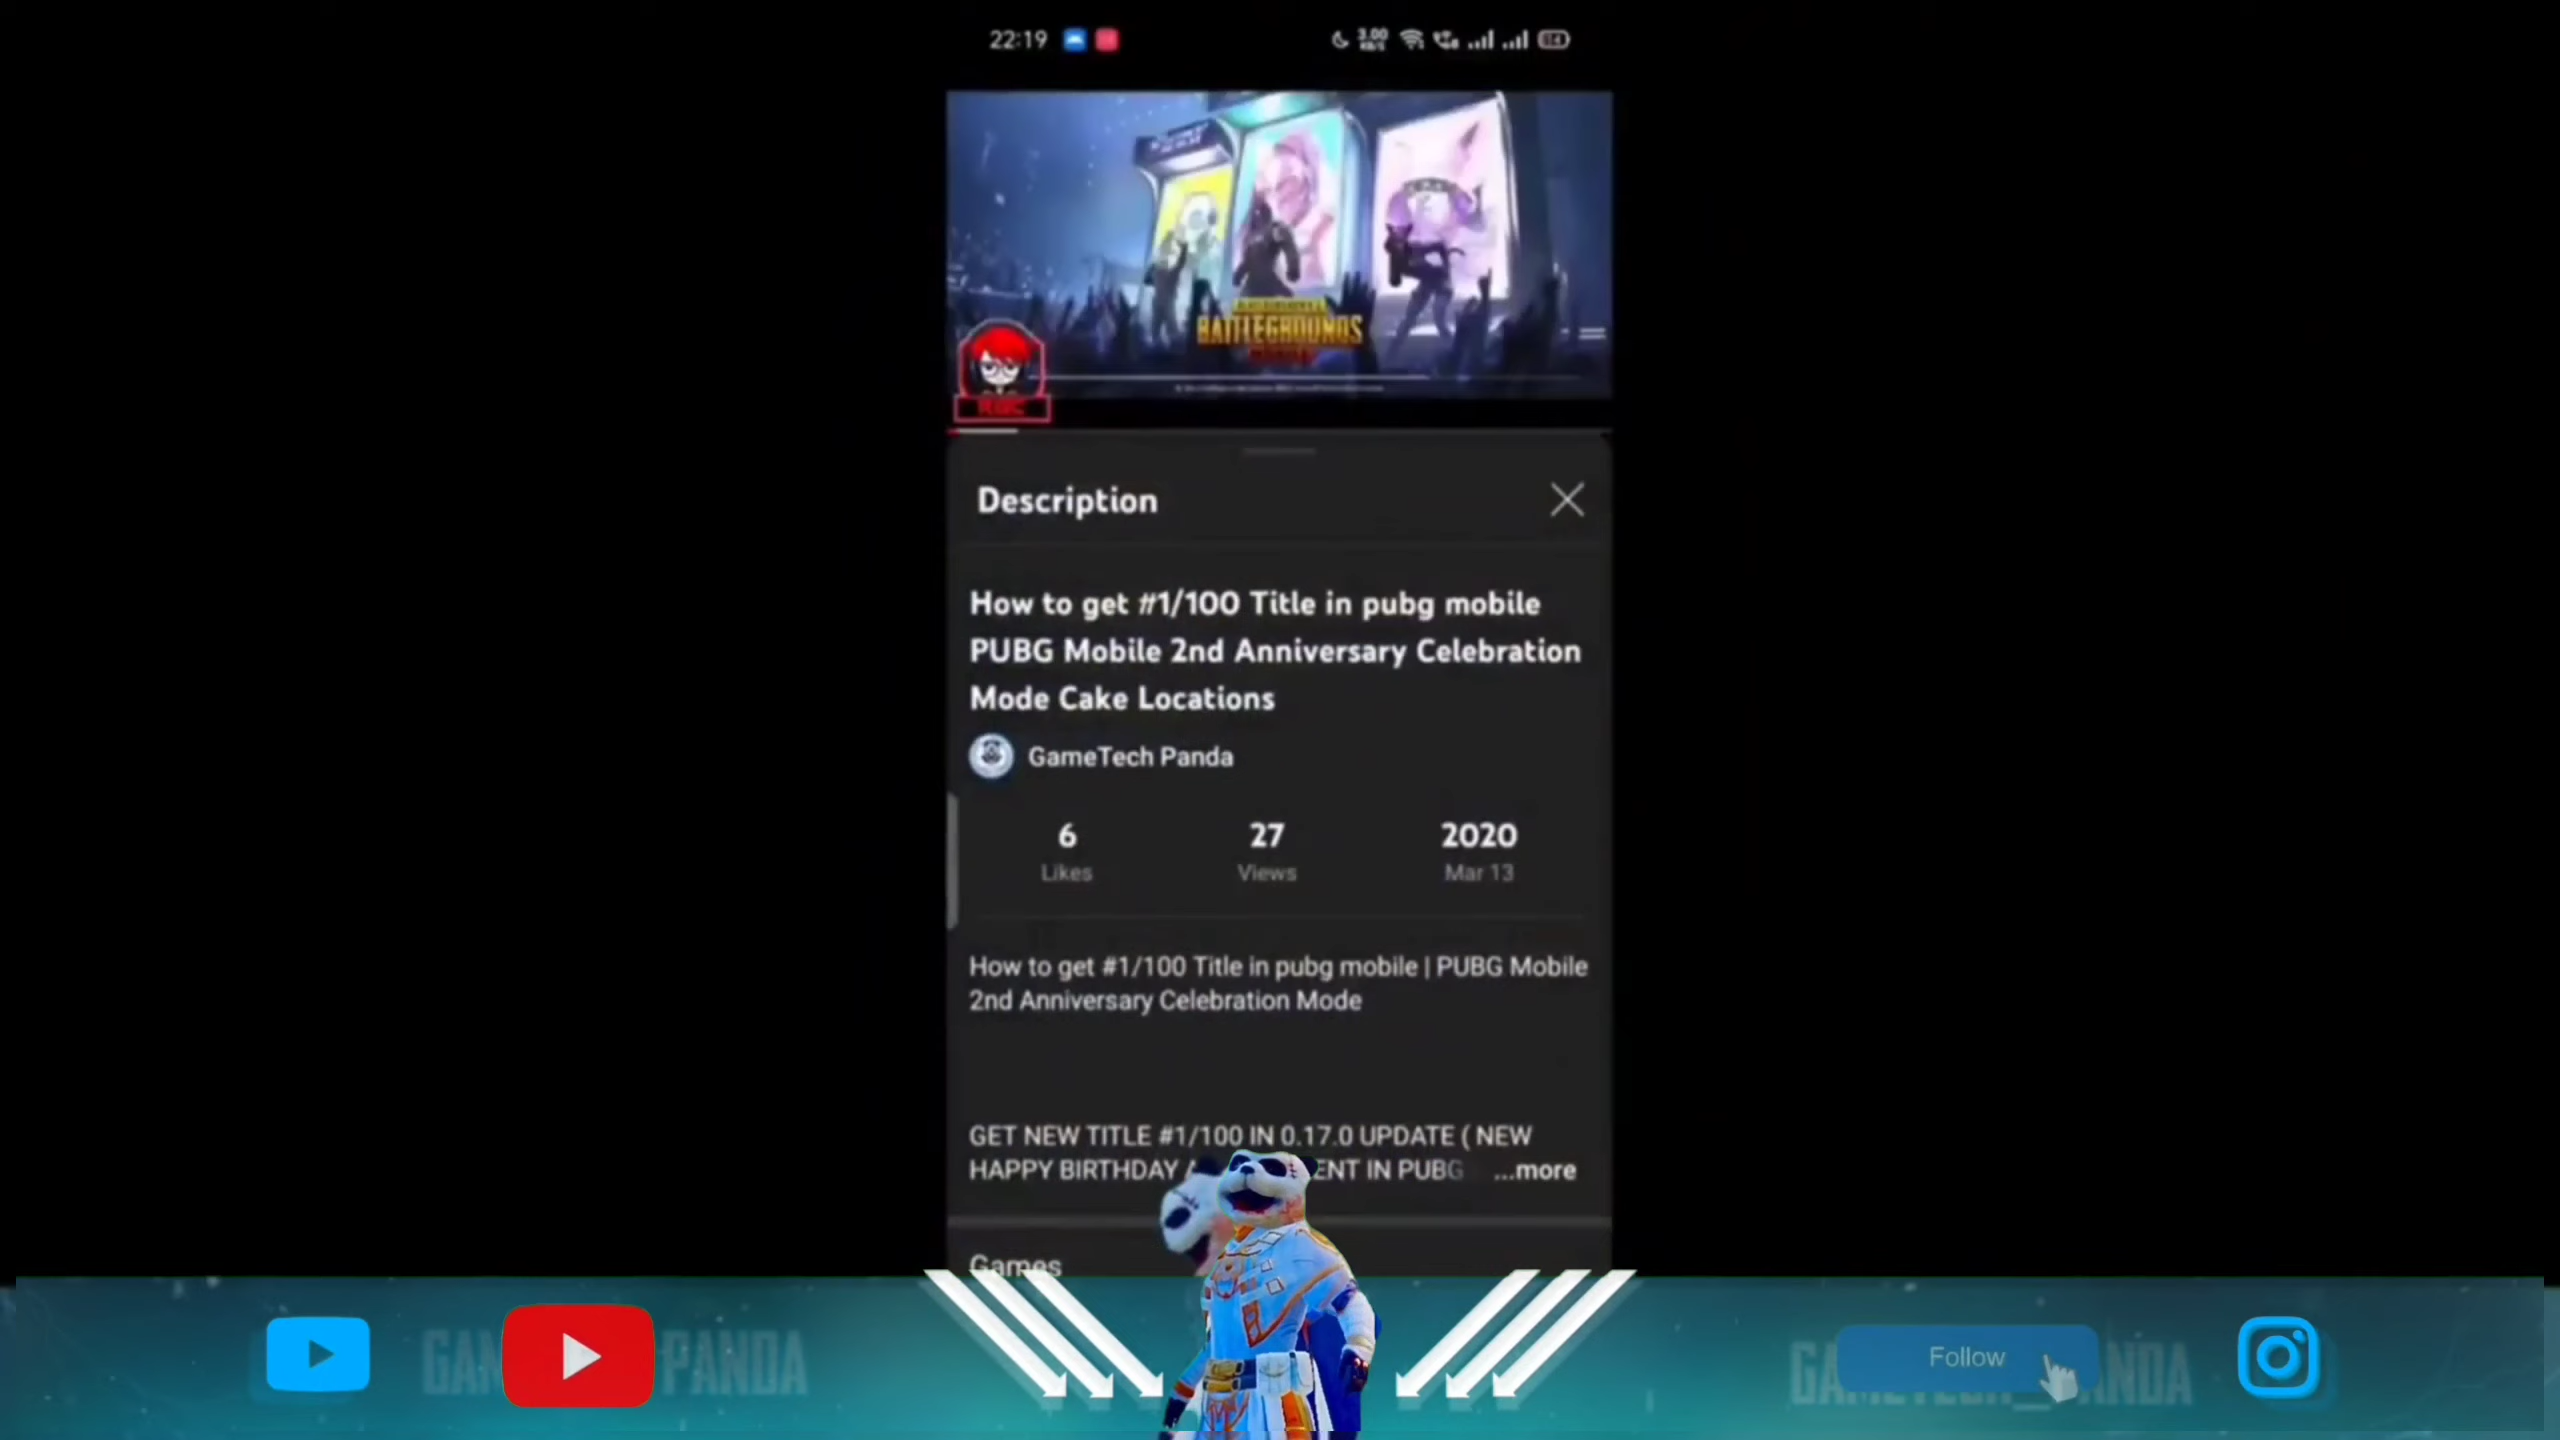 22:19
3.00
KB/S
BATTLEGROUNDS
Description
How to get #1/100 Title in pubg mobile
PUBG Mobile 2nd Anniversary Celebration
Mode Cake Locations
GameTech Panda
6
27
2020
Likes
Views
Mar 13
How to get #1/100 Title in pubg mobile | PUBG Mobile
2nd Anniversary Celebration Mode
GET NEW TITLE #1/100 IN 0.17.0 UPDATE ( NEW
HAPPY BIRTHDAY IN PUBG ...more
Games
PANDA
Follow